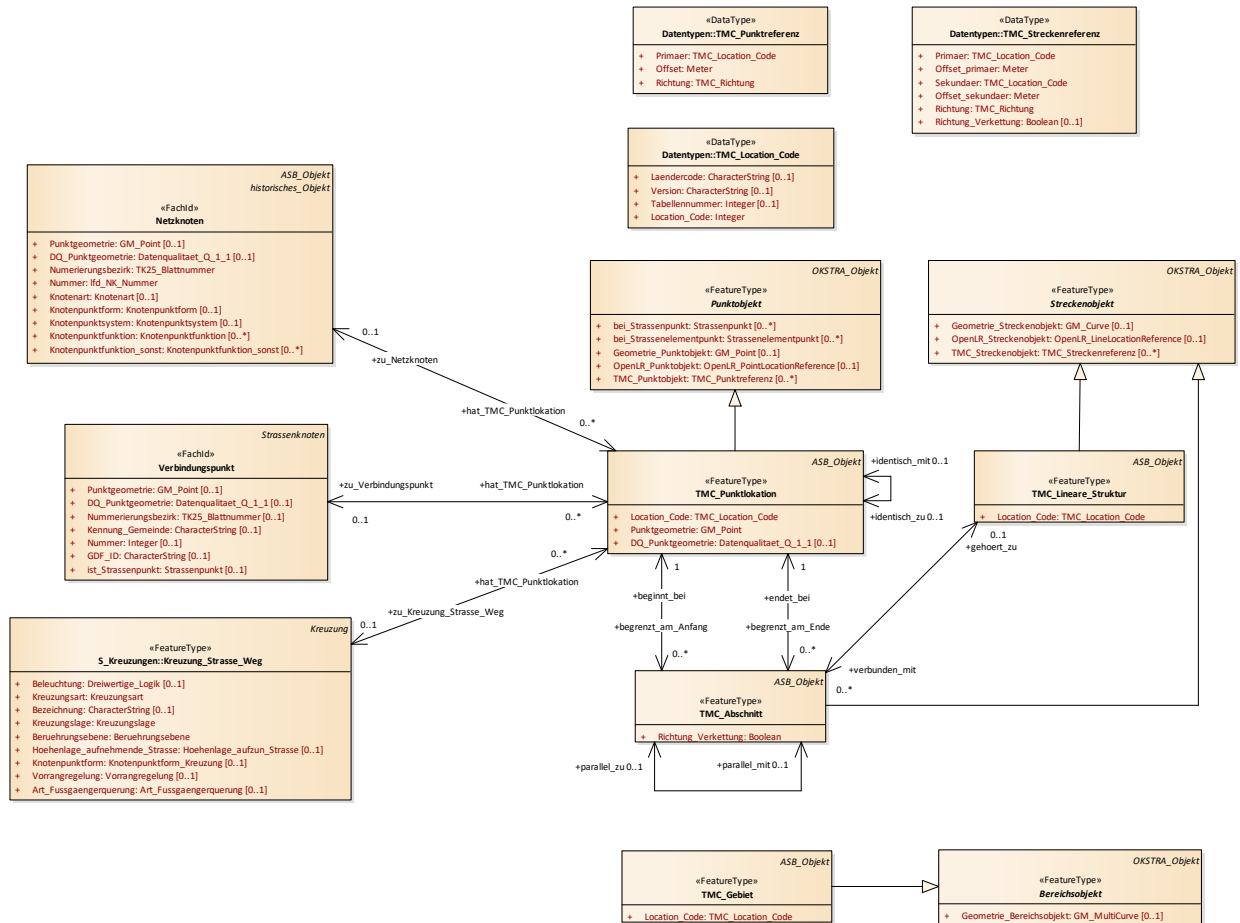 «DataType»
Datentypen::TMC_Punktreferenz
+ Primaer: TMC_Location_Code
+ Offset: Meter
+ Richtung: TMC_Richtung
«DataType»
Datentypen::TMC_Streckenreferenz
+ Primaer: TMC_Location_Code
+ Offset_primaer: Meter
+ Sekundaer: TMC_Location_Code
+ Offset_sekundaer: Meter
+ Richtung: TMC_Richtung
+ Richtung_Verkettung: Boolean [0..1]
«DataType»
Datentypen::TMC_Location_Code
+ Laendercode: CharacterString [0..1]
+ Version: CharacterString [0..1]
+ Tabellennummer: Integer [0..1]
+ Location_Code: Integer
ASB_Objekt
historisches_Objekt
«FachId»
Netzknoten
+ Punktgeometrie: GM_Point [0..1]
+ DQ_Punktgeometrie: Datenqualitaet_Q_1_1 [0..1]
+ Numerierungsbezirk: TK25_Blattnummer
+ Nummer: lfd_NK_Nummer
+ Knotenart: Knotenart [0..1]
+ Knotenpunktform: Knotenpunktform [0..1]
+ Knotenpunktsystem: Knotenpunktsystem [0..1]
+ Knotenpunktfunktion: Knotenpunktfunktion [0..*]
+ Knotenpunktfunktion_sonst: Knotenpunktfunktion_sonst [0..*]
OKSTRA_Objekt
«FeatureType»
Punktobjekt
+ bei_Strassenpunkt: Strassenpunkt [0..*]
+ bei_Strassenelementpunkt: Strassenelementpunkt [0..*]
+ Geometrie_Punktobjekt: GM_Point [0..1]
+ OpenLR_Punktobjekt: OpenLR_PointLocationReference [0..1]
+ TMC_Punktobjekt: TMC_Punktreferenz [0..*]
OKSTRA_Objekt
«FeatureType»
Streckenobjekt
+ Geometrie_Streckenobjekt: GM_Curve [0..1]
+ OpenLR_Streckenobjekt: OpenLR_LineLocationReference [0..1]
+ TMC_Streckenobjekt: TMC_Streckenreferenz [0..*]
0..1
+zu_Netzknoten
+hat_TMC_Punktlokation
0..*
Strassenknoten
«FachId»
Verbindungspunkt
+ Punktgeometrie: GM_Point [0..1]
+ DQ_Punktgeometrie: Datenqualitaet_Q_1_1 [0..1]
+ Nummerierungsbezirk: TK25_Blattnummer [0..1]
+ Kennung_Gemeinde: CharacterString [0..1]
+ Nummer: Integer [0..1]
+ GDF_ID: CharacterString [0..1]
+ ist_Strassenpunkt: Strassenpunkt [0..1]
+zu_Verbindungspunkt
+hat_TMC_Punktlokation
0..1
0..*
ASB_Objekt
«FeatureType»
TMC_Punktlokation
+ Location_Code: TMC_Location_Code
+ Punktgeometrie: GM_Point
+ DQ_Punktgeometrie: Datenqualitaet_Q_1_1 [0..1]
+identisch_mit 0..1
+identisch_zu 0..1
ASB_Objekt
«FeatureType»
TMC_Lineare_Struktur
+ Location_Code: TMC_Location_Code
0..1
+gehoert_zu
0..*
+hat_TMC_Punktlokation
+zu_Kreuzung_Strasse_Weg
0..1
1
+beginnt_bei
+begrenzt_am_Anfang
0..*
1
+endet_bei
+begrenzt_am_Ende
0..*
Kreuzung
«FeatureType»
S_Kreuzungen::Kreuzung_Strasse_Weg
+ Beleuchtung: Dreiwertige_Logik [0..1]
+ Kreuzungsart: Kreuzungsart
+ Bezeichnung: CharacterString [0..1]
+ Kreuzungslage: Kreuzungslage
+ Beruehrungsebene: Beruehrungsebene
+ Hoehenlage_aufnehmende_Strasse: Hoehenlage_aufzun_Strasse [0..1]
+ Knotenpunktform: Knotenpunktform_Kreuzung [0..1]
+ Vorrangregelung: Vorrangregelung [0..1]
+ Art_Fussgaengerquerung: Art_Fussgaengerquerung [0..1]
ASB_Objekt
«FeatureType»
TMC_Abschnitt
+ Richtung_Verkettung: Boolean
+verbunden_mit
0..*
+parallel_zu 0..1
+parallel_mit 0..1
ASB_Objekt
«FeatureType»
TMC_Gebiet
+ Location_Code: TMC_Location_Code
OKSTRA_Objekt
«FeatureType»
Bereichsobjekt
+ Geometrie_Bereichsobjekt: GM_MultiCurve [0..1]